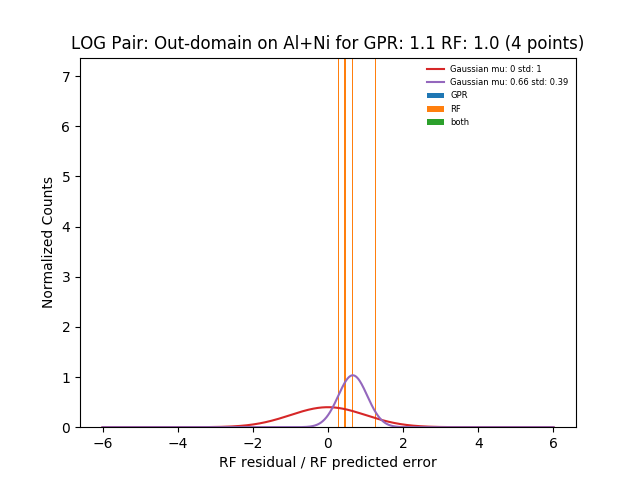 LOG Pair: Out-domain on Al+Ni for GPR: 1.1 RF: 1.0 (4 points)
Gaussian mu: 0 std: 1
Gaussian mu: 0.66 std: 0.39
GPR
RF
both
Normalized Counts
7
6
5
4
3
2
1
0
−6
−4
−2
0
2
4
6
RF residual / RF predicted error